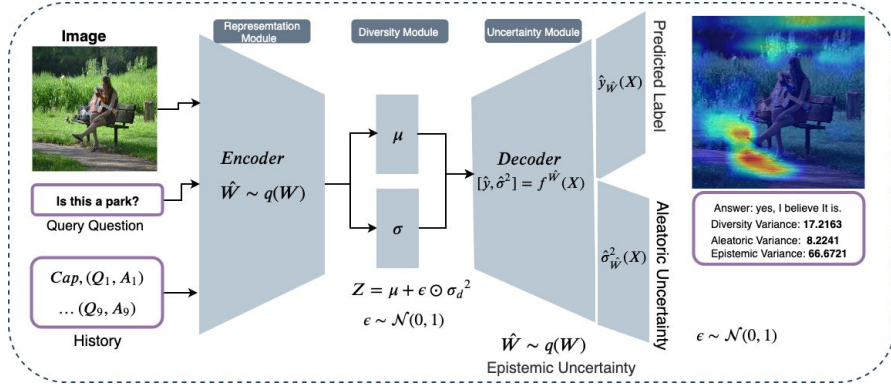 Representation
Module
Diversity Module
Uncertainty Module
Image
Is this a park?
Query Question
Cap, (Q₁, A₁)
… (Q₉, A₉)
History
Encoder
Ŵ ∼ q(W)
μ
σ
Z = μ + ϵ ⊙ σ_d²
ϵ ∼ 𝒩(0, 1)
Decoder
[ŷ, σ̂²] = f^Ŵ(X)
Ŵ ∼ q(W)
Epistemic Uncertainty
ŷ_Ŵ(X)
Predicted Label
σ̂²_Ŵ(X)
Aleatoric Uncertainty
Answer: yes, I believe It is.
Diversity Variance: 17.2163
Aleatoric Variance: 8.2241
Epistemic Variance: 66.6721
ϵ ∼ 𝒩(0, 1)